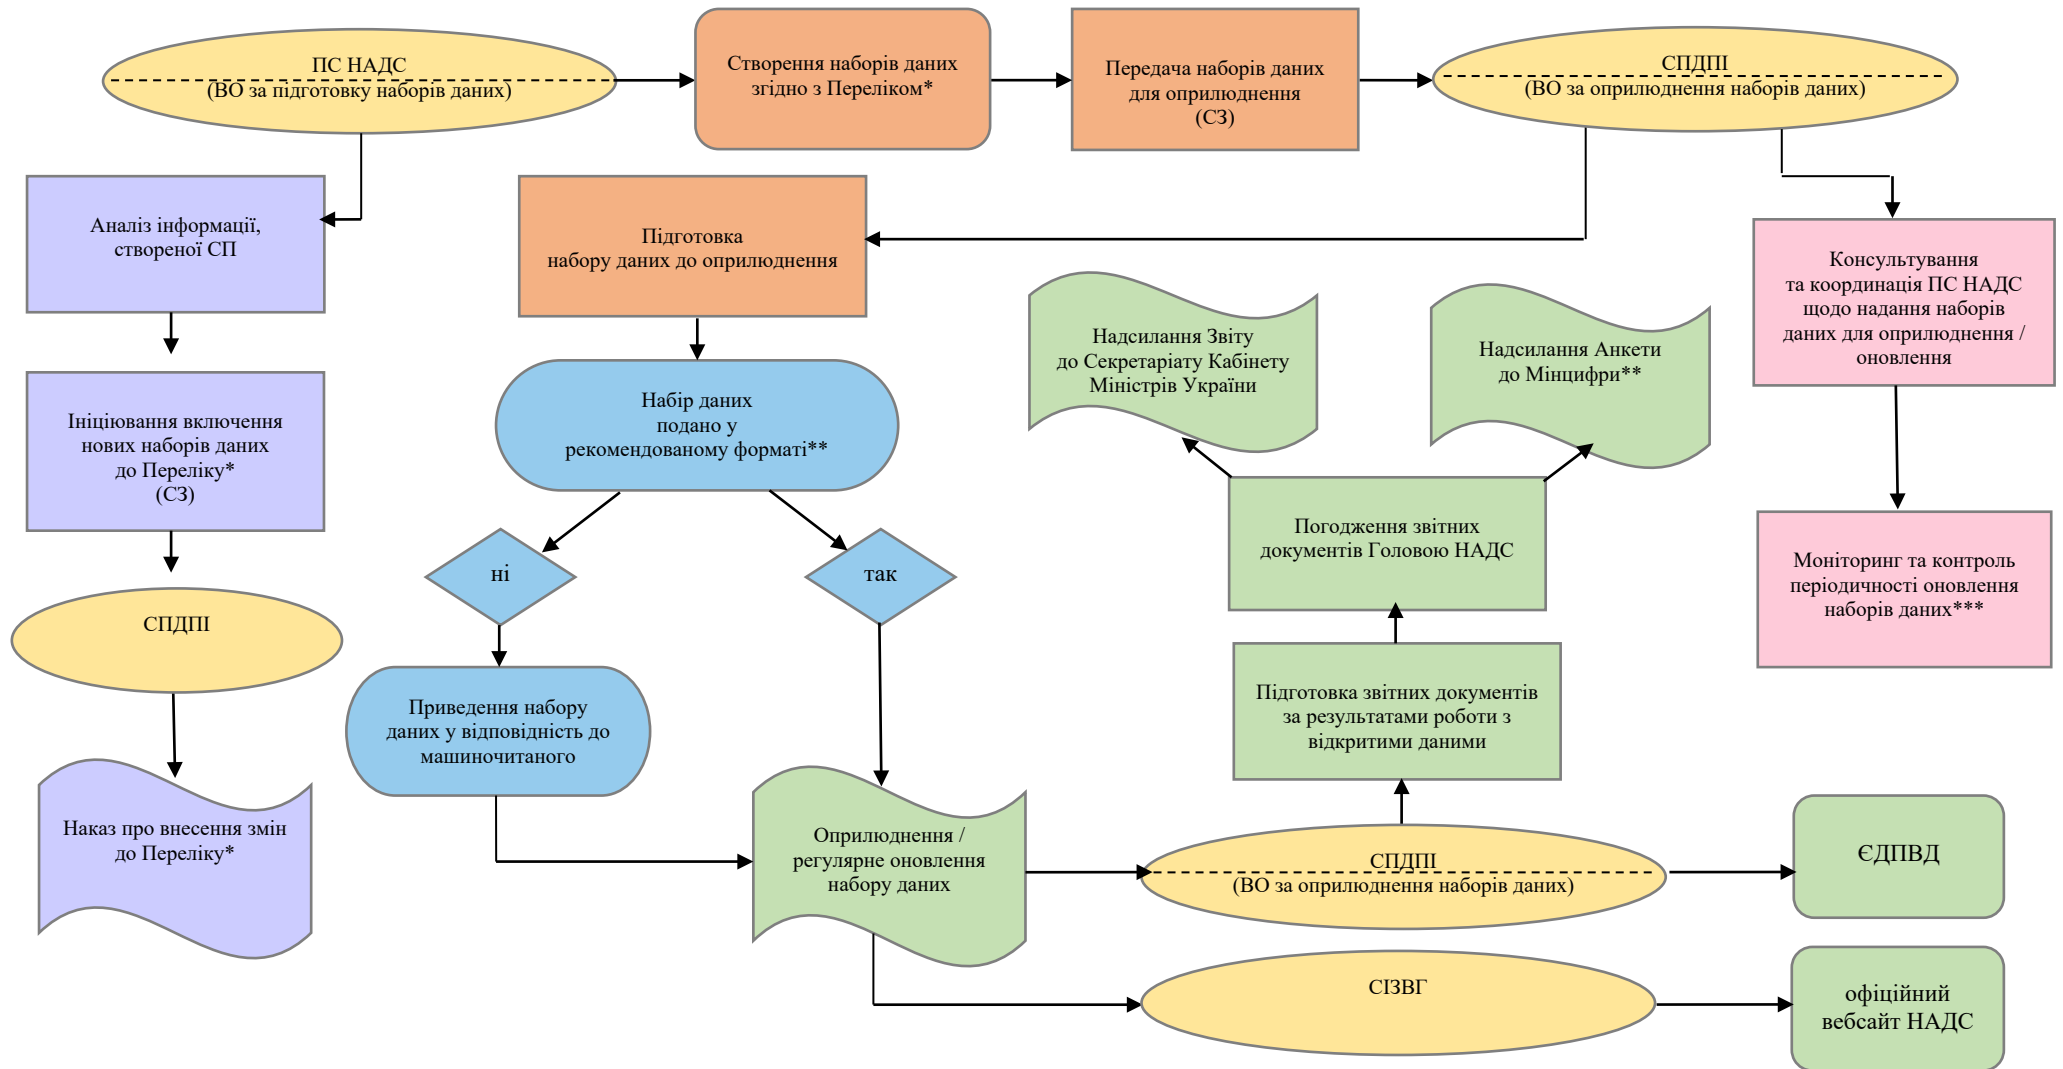 ПС НАДС
(ВО за підготовку наборів даних)
Створення наборів даних
згідно з Переліком*
Передача наборів даних
для оприлюднення
(СЗ)
СПДПІ
(ВО за оприлюднення наборів даних)
Аналіз інформації,
створеної СП
Підготовка
набору даних до оприлюднення
Консультування
та координація ПС НАДС
щодо надання наборів
даних для оприлюднення /
оновлення
Надсилання Звіту
до Секретаріату Кабінету
Міністрів України
Надсилання Анкети
до Мінцифри**
Ініціювання включення
нових наборів даних
до Переліку*
(СЗ)
Набір даних
подано у
рекомендованому форматі**
Погодження звітних
документів Головою НАДС
Моніторинг та контроль
періодичності оновлення
наборів даних***
ні
так
СПДПІ
Приведення набору
даних у відповідність до
машиночитаного
Підготовка звітних документів
за результатами роботи з
відкритими даними
Наказ про внесення змін
до Переліку*
Оприлюднення /
регулярне оновлення
набору даних
СПДПІ
(ВО за оприлюднення наборів даних)
ЄДПВД
СІЗВГ
офіційний
вебсайт НАДС